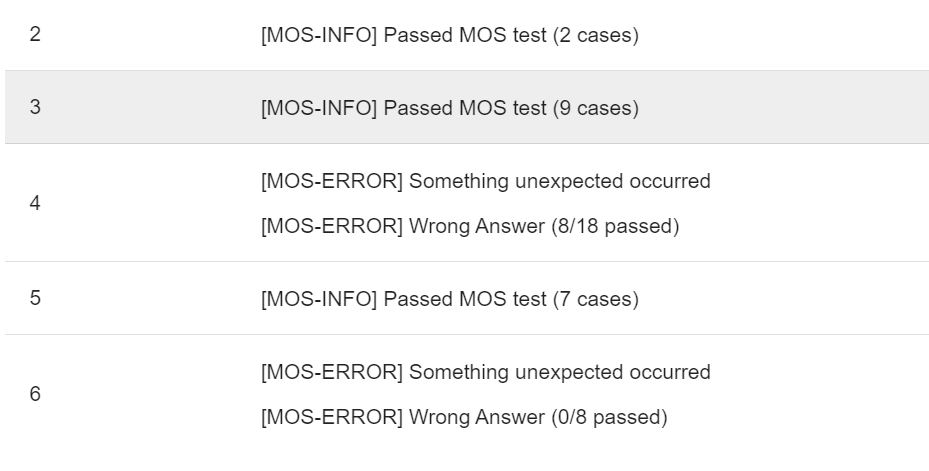 2
[MOS-INFO] Passed MOS test (2 cases)
3
[MOS-INFO] Passed MOS test (9 cases)
4
[MOS-ERROR] Something unexpected occurred
[MOS-ERROR] Wrong Answer (8/18 passed)
5
[MOS-INFO] Passed MOS test (7 cases)
6
[MOS-ERROR] Something unexpected occurred
[MOS-ERROR] Wrong Answer (0/8 passed)